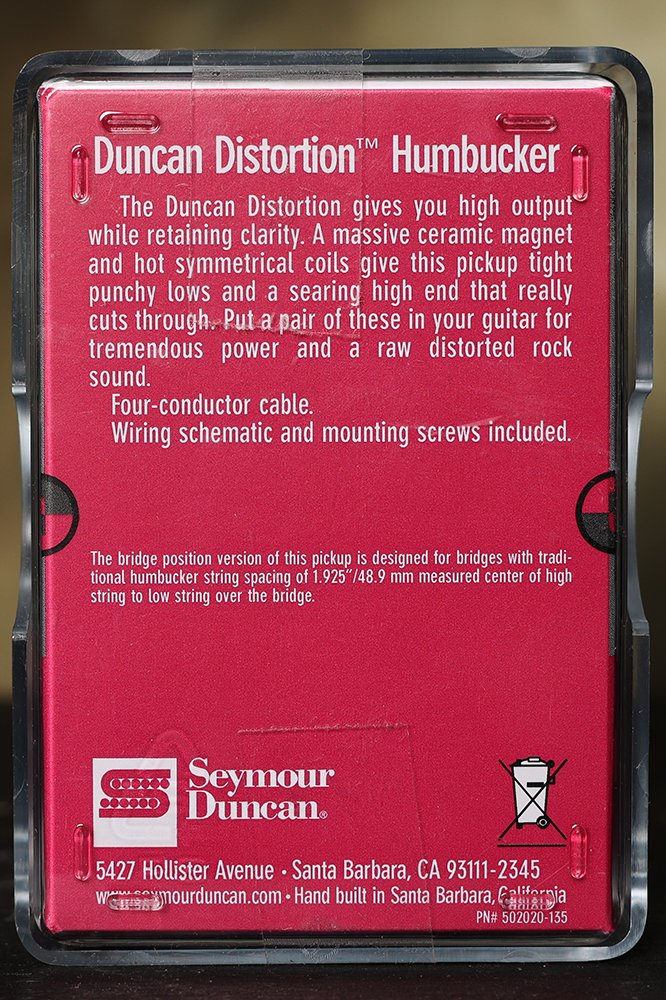 Duncan Distortion™ Humbucker
The Duncan Distortion gives you high output
while retaining clarity. A massive ceramic magnet
and hot symmetrical coils give this pickup tight
punchy lows and a searing high end that really
cuts through. Put a pair of these in your guitar for
tremendous power and a raw distorted rock
sound.
Four-conductor cable.
Wiring schematic and mounting screws included.
The bridge position version of this pickup is designed for bridges with tradi-
tional humbucker string spacing of 1.925"/48.9 mm measured center of high
string to low string over the bridge.
Seymour
Duncan®
5427 Hollister Avenue • Santa Barbara, CA 93111-2345
www.seymourduncan.com • Hand built in Santa Barbara, California
PN# 502020-135